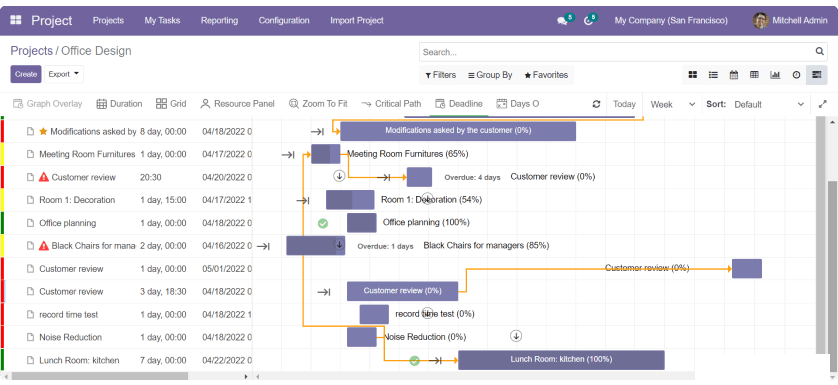 Project Projects My Tasks Reporting Configuration Import Project 5 5 My Company (San Francisco) Mitchell Admin
Projects / Office Design Search...
Create Export Filters Group By Favorites
Graph Overlay Duration Grid Resource Panel Zoom To Fit Critical Path Deadline Days O Today Week Sort: Default
Modifications asked by 8 day, 00:00 04/18/2022 0 Modifications asked by the customer (0%)
Meeting Room Furnitures 1 day, 00:00 04/17/2022 0 Meeting Room Furnitures (65%)
Customer review 20:30 04/20/2022 0 Overdue: 4 days Customer review (0%)
Room 1: Decoration 1 day, 15:00 04/17/2022 1 Room 1: Decoration (54%)
Office planning 1 day, 00:00 04/18/2022 0 Office planning (100%)
Black Chairs for mana 2 day, 00:00 04/16/2022 0 Overdue: 1 days Black Chairs for managers (85%)
Customer review 1 day, 00:00 05/01/2022 0 Customer review (0%)
Customer review 3 day, 18:30 04/18/2022 0 Customer review (0%)
record time test 1 day, 00:00 04/18/2022 1 record time test (0%)
Noise Reduction 1 day, 00:00 04/18/2022 0 Noise Reduction (0%)
Lunch Room: kitchen 7 day, 00:00 04/22/2022 0 Lunch Room: kitchen (100%)